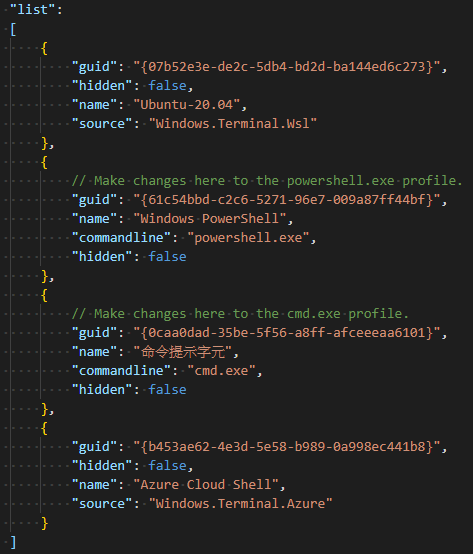 "list":
[
{
"guid": "{07b52e3e-de2c-5db4-bd2d-ba144ed6c273}",
"hidden": false,
"name": "Ubuntu-20.04",
"source": "Windows.Terminal.Wsl"
},
{
// Make changes here to the powershell.exe profile.
"guid": "{61c54bbd-c2c6-5271-96e7-009a87ff44bf}",
"name": "Windows PowerShell",
"commandline": "powershell.exe",
"hidden": false
},
{
// Make changes here to the cmd.exe profile.
"guid": "{0caa0dad-35be-5f56-a8ff-afceeeaa6101}",
"name": "命令提示字元",
"commandline": "cmd.exe",
"hidden": false
},
{
"guid": "{b453ae62-4e3d-5e58-b989-0a998ec441b8}",
"hidden": false,
"name": "Azure Cloud Shell",
"source": "Windows.Terminal.Azure"
}
]